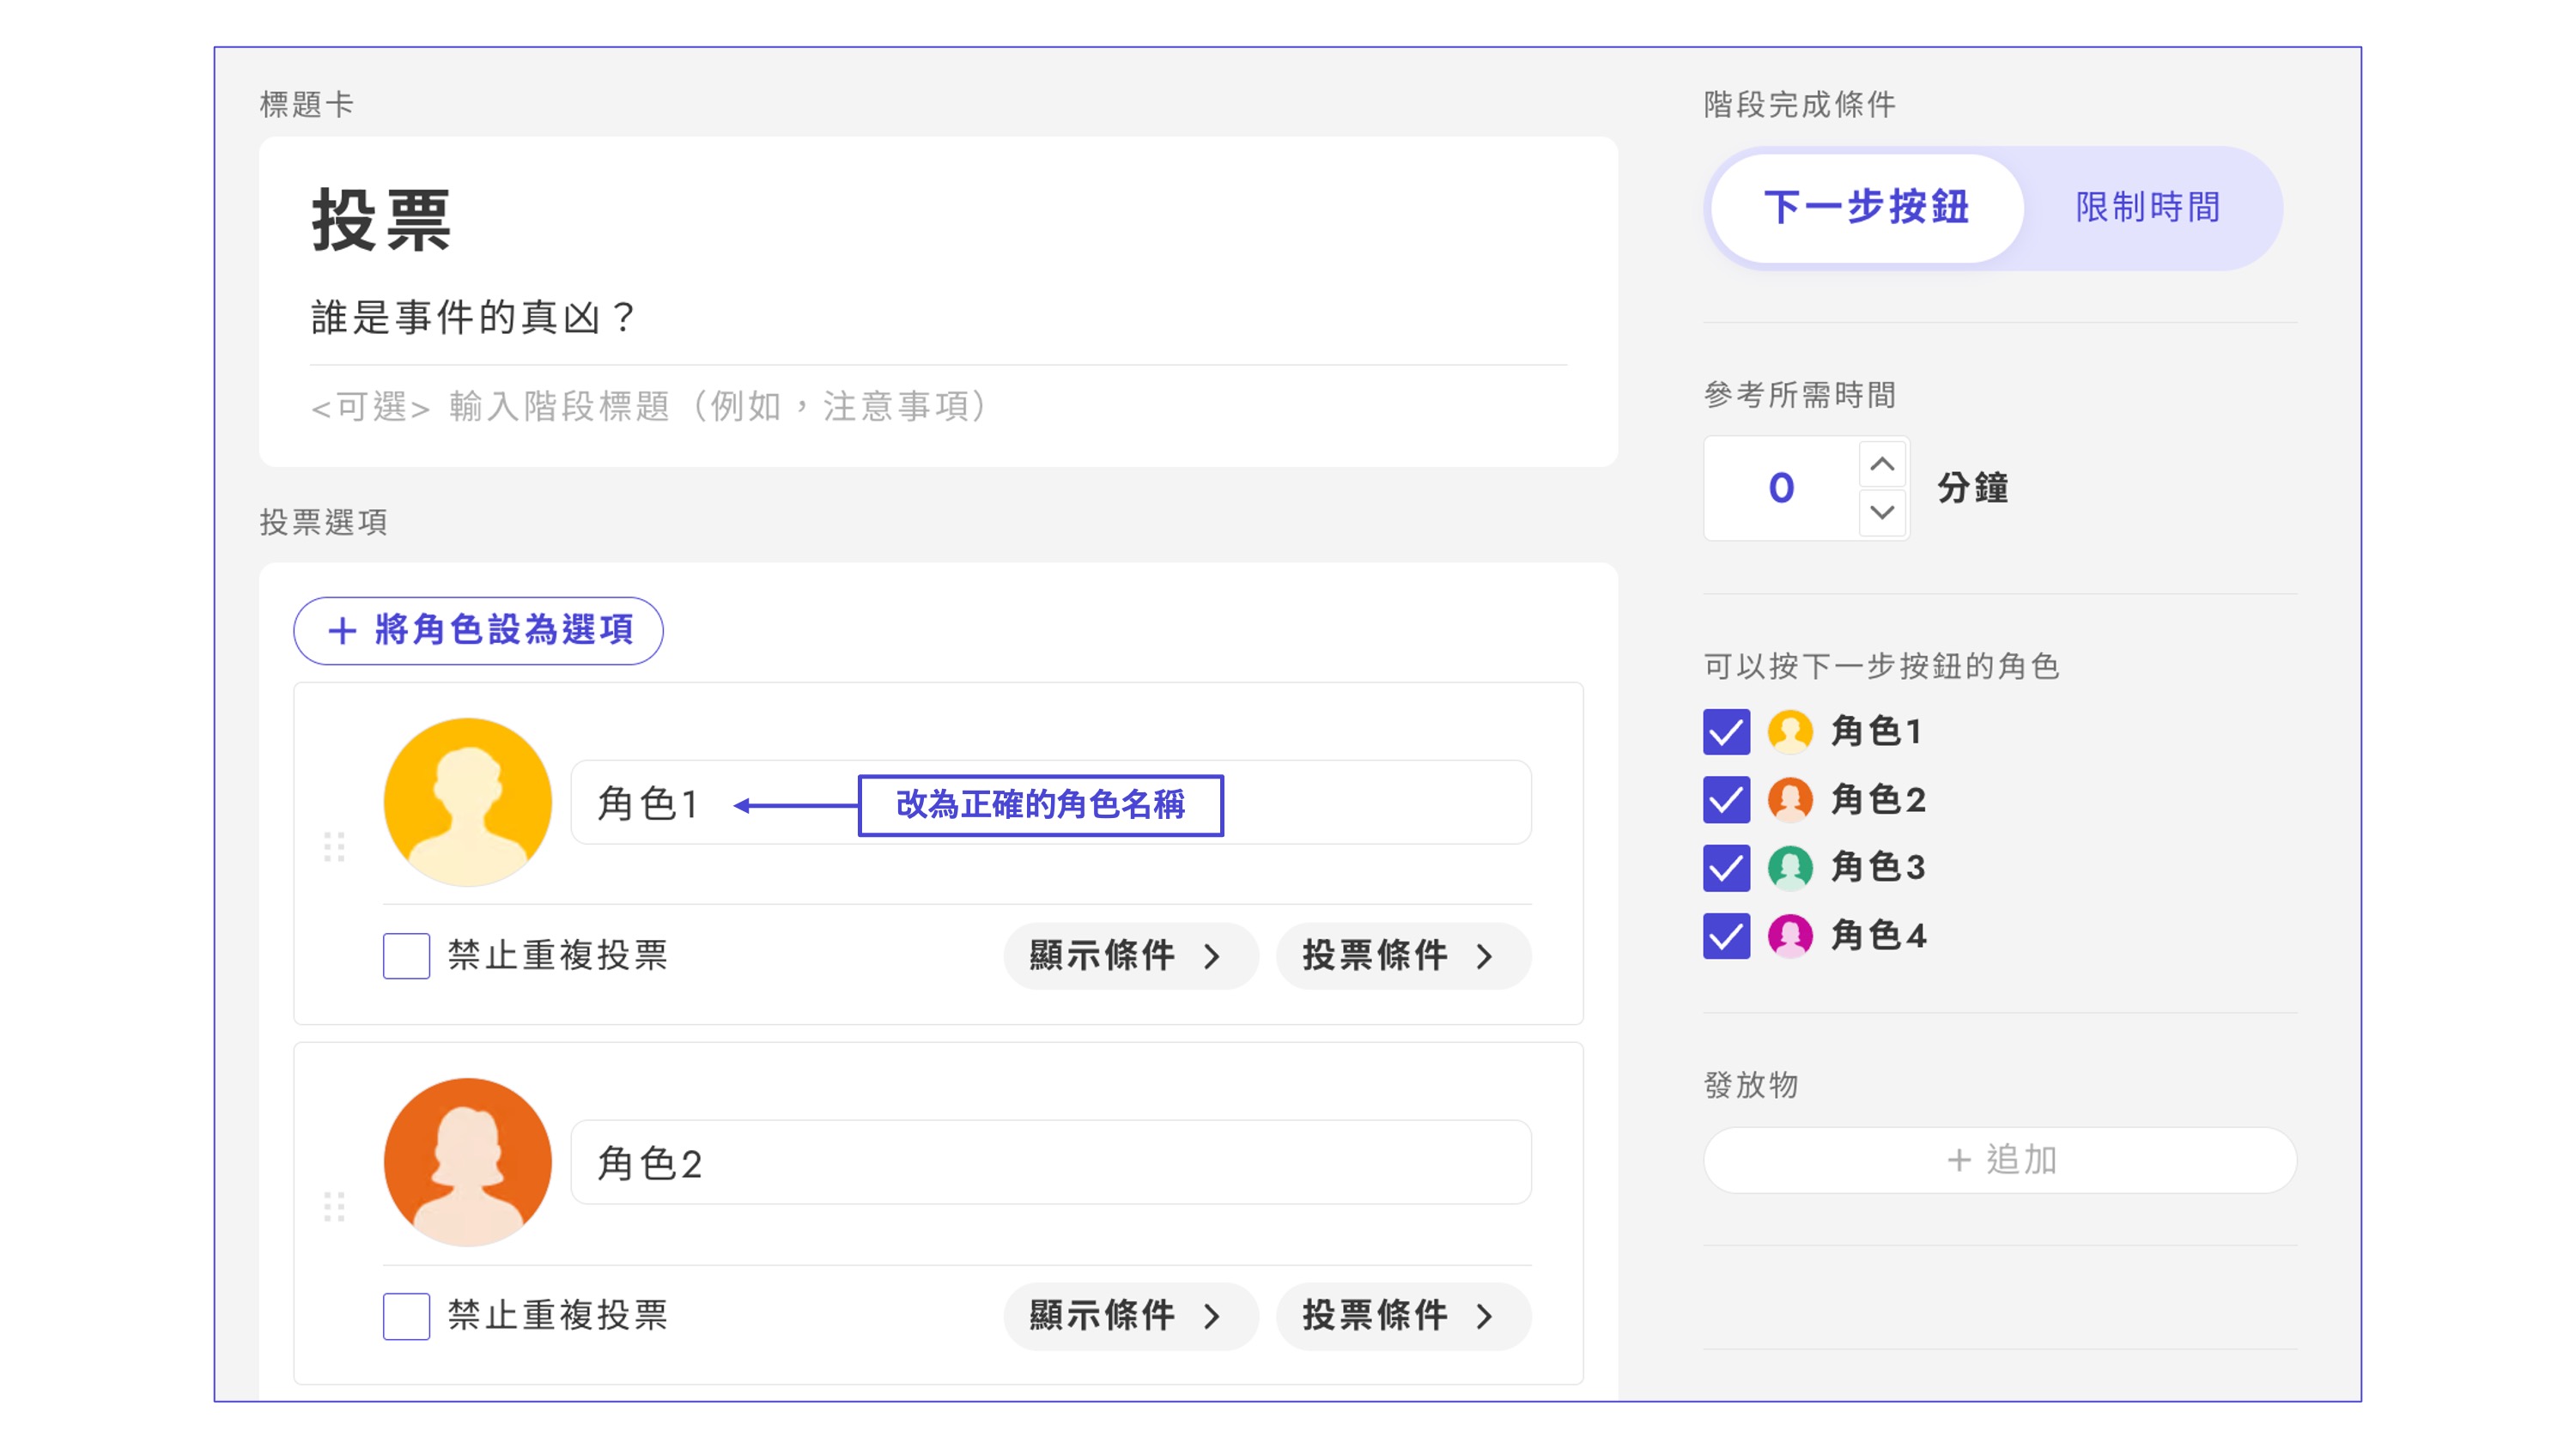 標題卡
投票
誰是事件的真凶？
<可選> 輸入階段標題（例如，注意事項）
投票選項
+ 將角色設為選項
角色1
改為正確的角色名稱
禁止重複投票
顯示條件 >
投票條件 >
角色2
禁止重複投票
顯示條件 >
投票條件 >
階段完成條件
下一步按鈕
限制時間
參考所需時間
0
分鐘
可以按下一步按鈕的角色
角色1
角色2
角色3
角色4
發放物
+ 追加